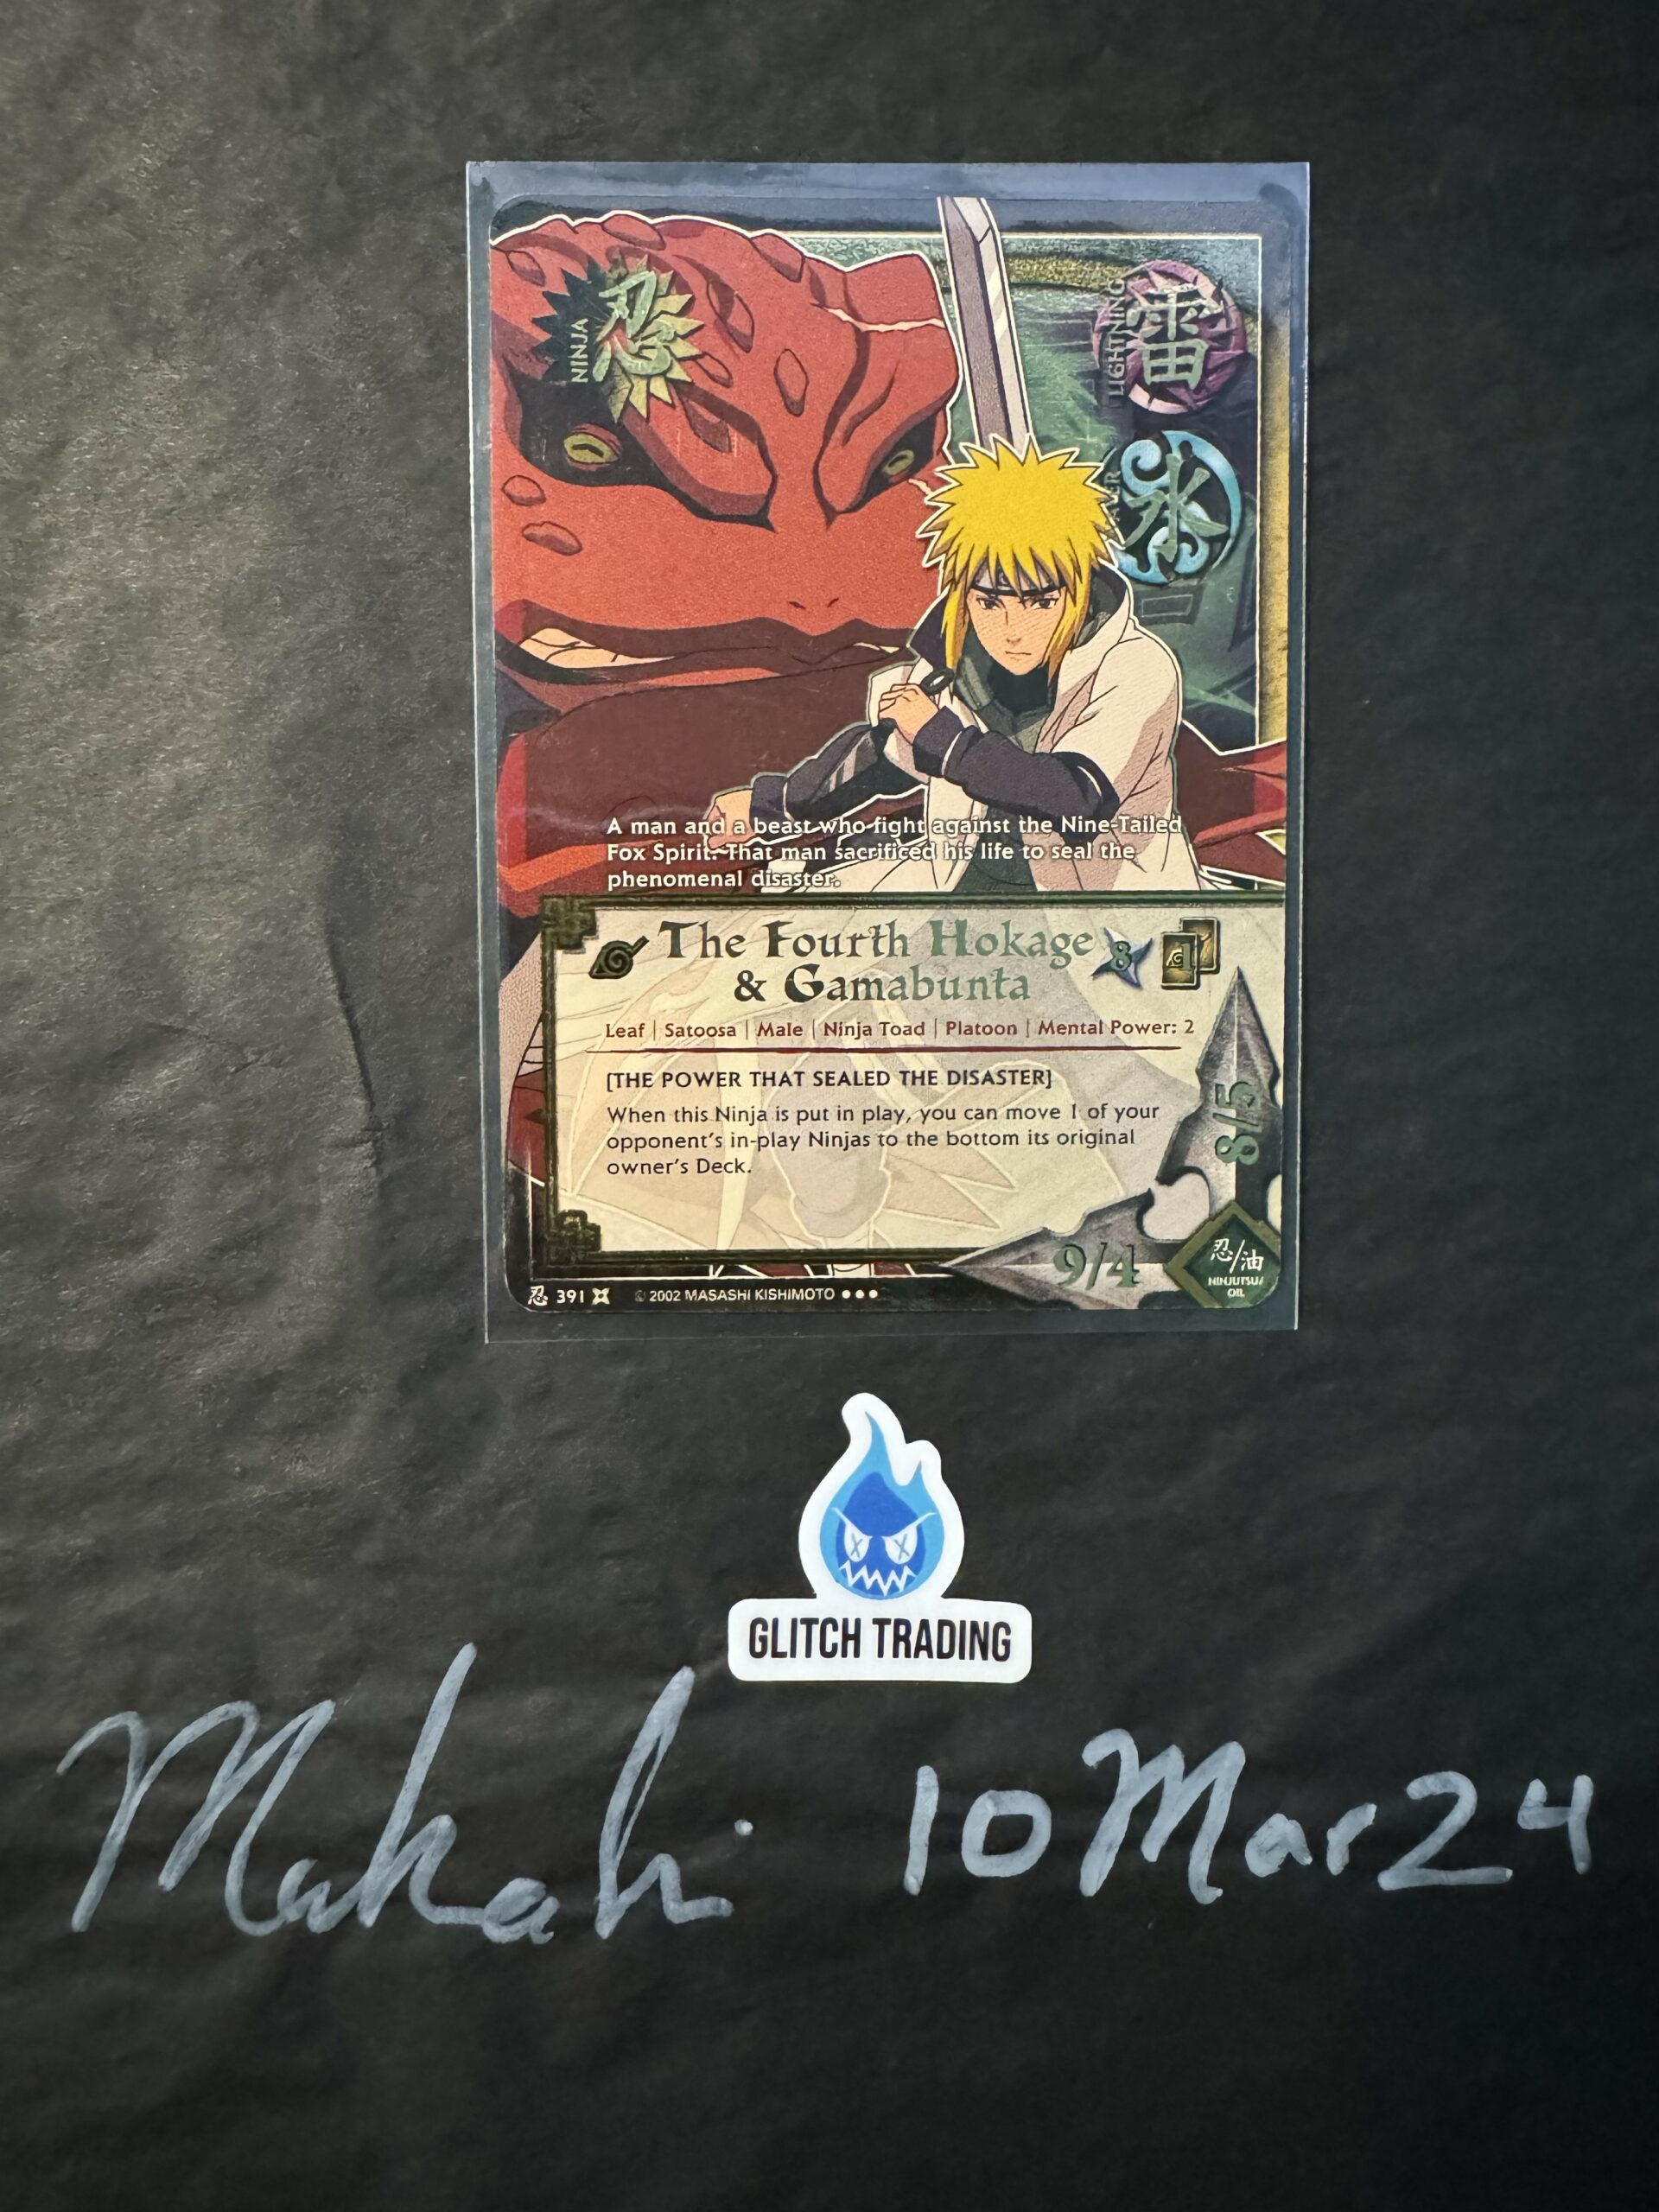 忍
NINJA
雷
LIGHTNING
水
A man and a beast who fight against the Nine-Tailed
Fox Spirit. That man sacrificed his life to seal the
phenomenal disaster.
The Fourth Hokage
& Gamabunta
8
1
Leaf | Satoosa | Male | Ninja Toad | Platoon | Mental Power: 2
[THE POWER THAT SEALED THE DISASTER]
When this Ninja is put in play, you can move 1 of your
opponent's in-play Ninjas to the bottom its original
owner's Deck.
8/5
9/4
忍/油
NINJUTSU/
OIL
忍 391 © 2002 MASASHI KISHIMOTO
GLITCH TRADING
10Mar24